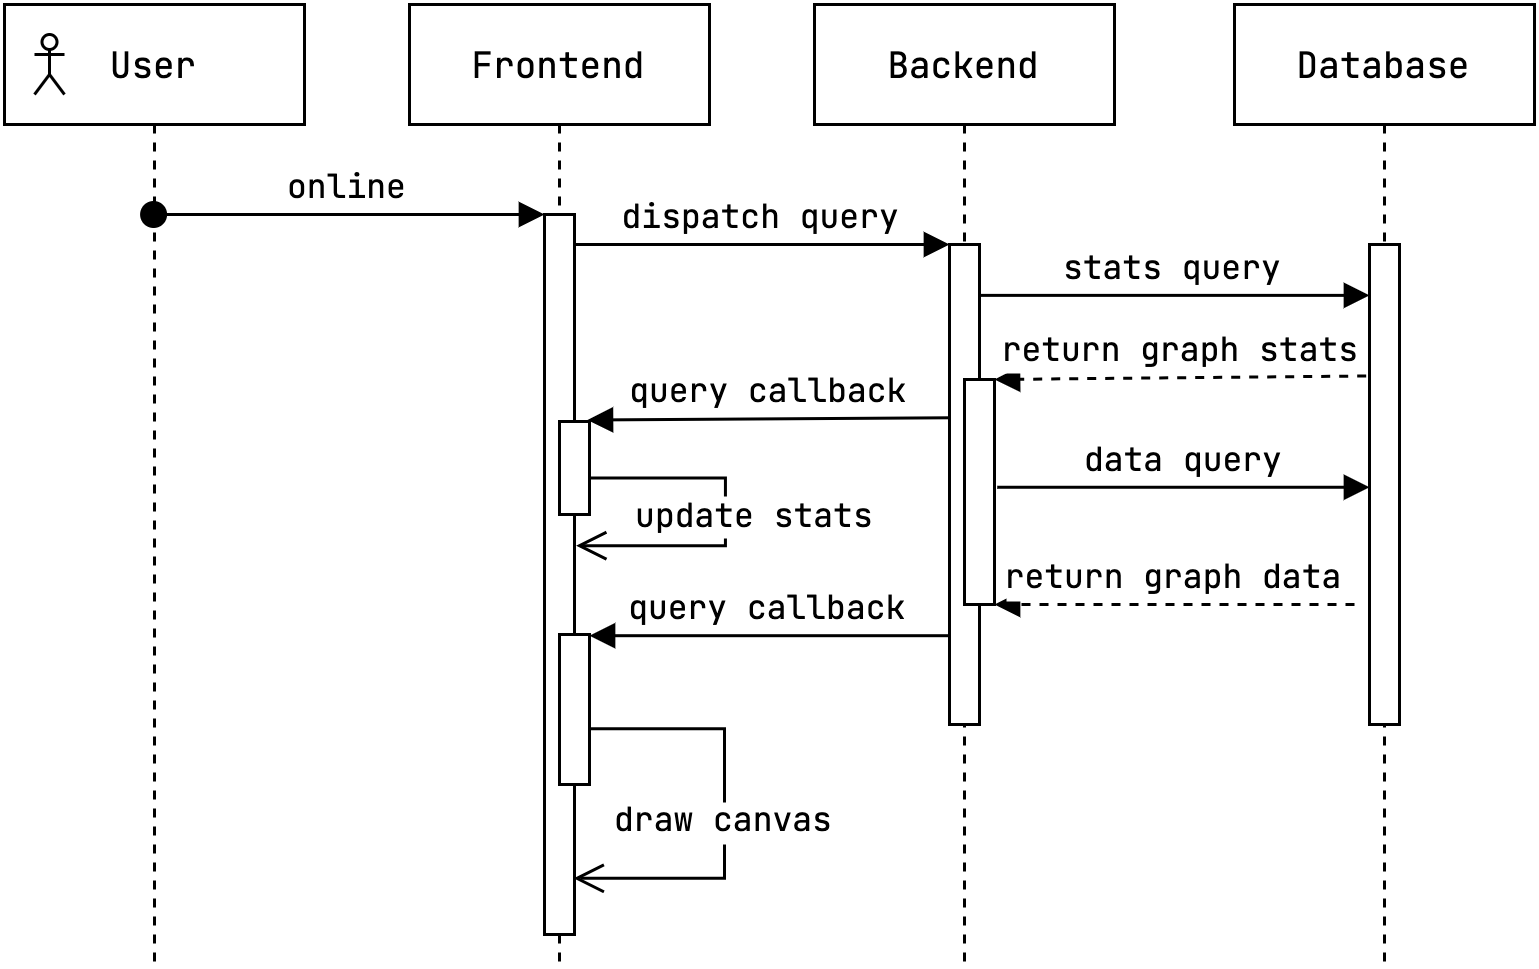 User
Frontend
Backend
Database
online
dispatch query
stats query
return graph stats
query callback
data query
update stats
return graph data
query callback
draw canvas